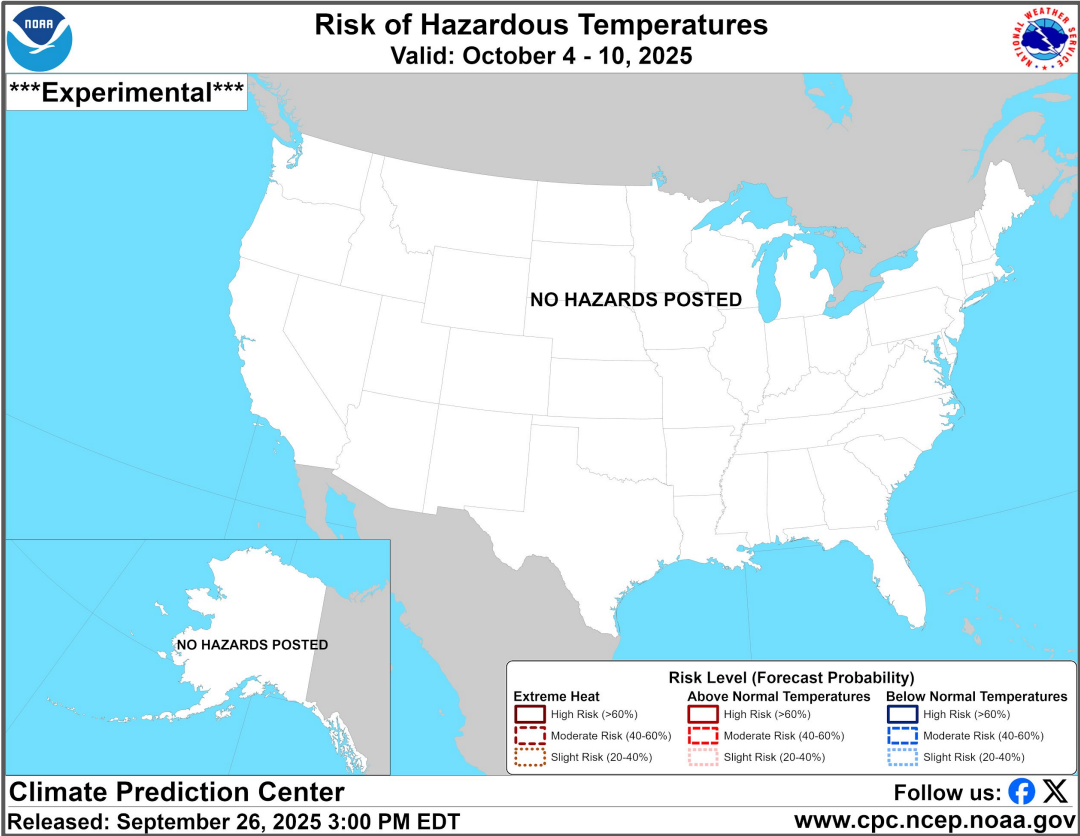 NOAA
Risk of Hazardous Temperatures
Valid: October 4 - 10, 2025
NATIONAL WEATHER SERVICE
***Experimental***
NO HAZARDS POSTED
NO HAZARDS POSTED
Risk Level (Forecast Probability)
Extreme Heat
High Risk (>60%)
Moderate Risk (40-60%)
Slight Risk (20-40%)
Above Normal Temperatures
High Risk (>60%)
Moderate Risk (40-60%)
Slight Risk (20-40%)
Below Normal Temperatures
High Risk (>60%)
Moderate Risk (40-60%)
Slight Risk (20-40%)
Climate Prediction Center
Follow us:
Released: September 26, 2025 3:00 PM EDT
www.cpc.ncep.noaa.gov